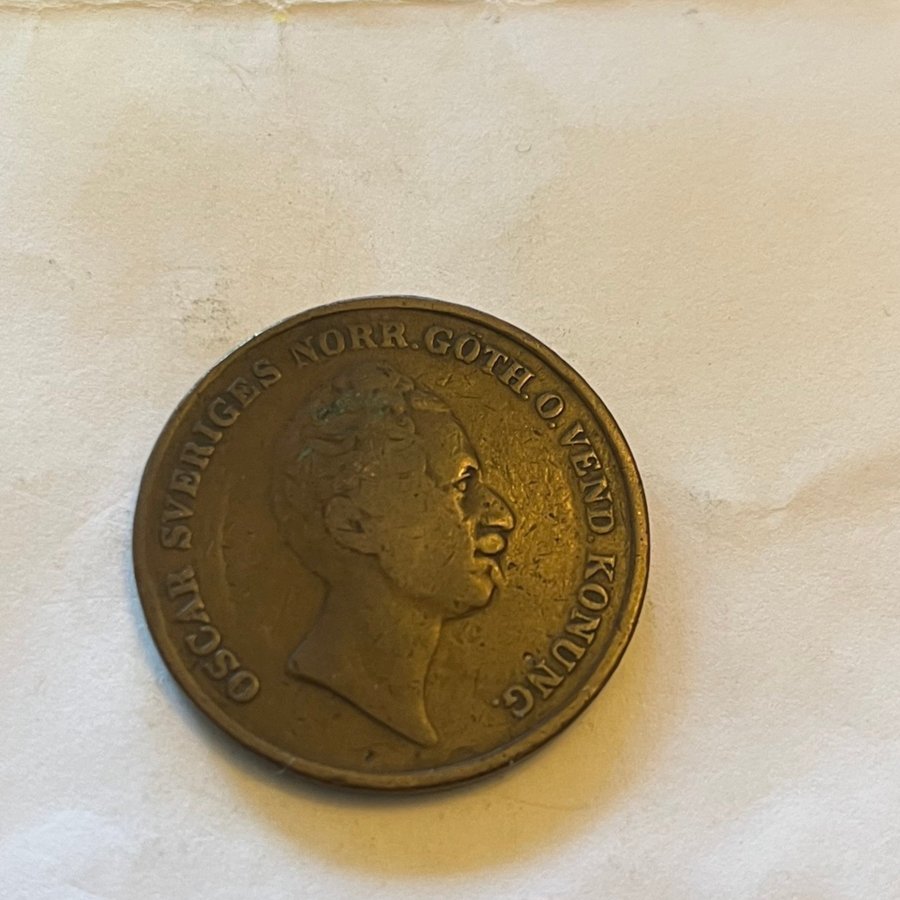 OSCAR SVERIGES NORR. GÖTH. O. VEND. KONUNG.